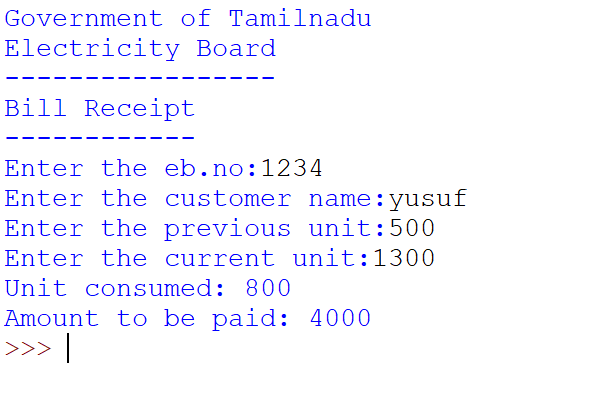 Government of Tamilnadu
Electricity Board
-----------------
Bill Receipt
------------
Enter the eb.no:1234
Enter the customer name:yusuf
Enter the previous unit:500
Enter the current unit:1300
Unit consumed: 800
Amount to be paid: 4000
>>>